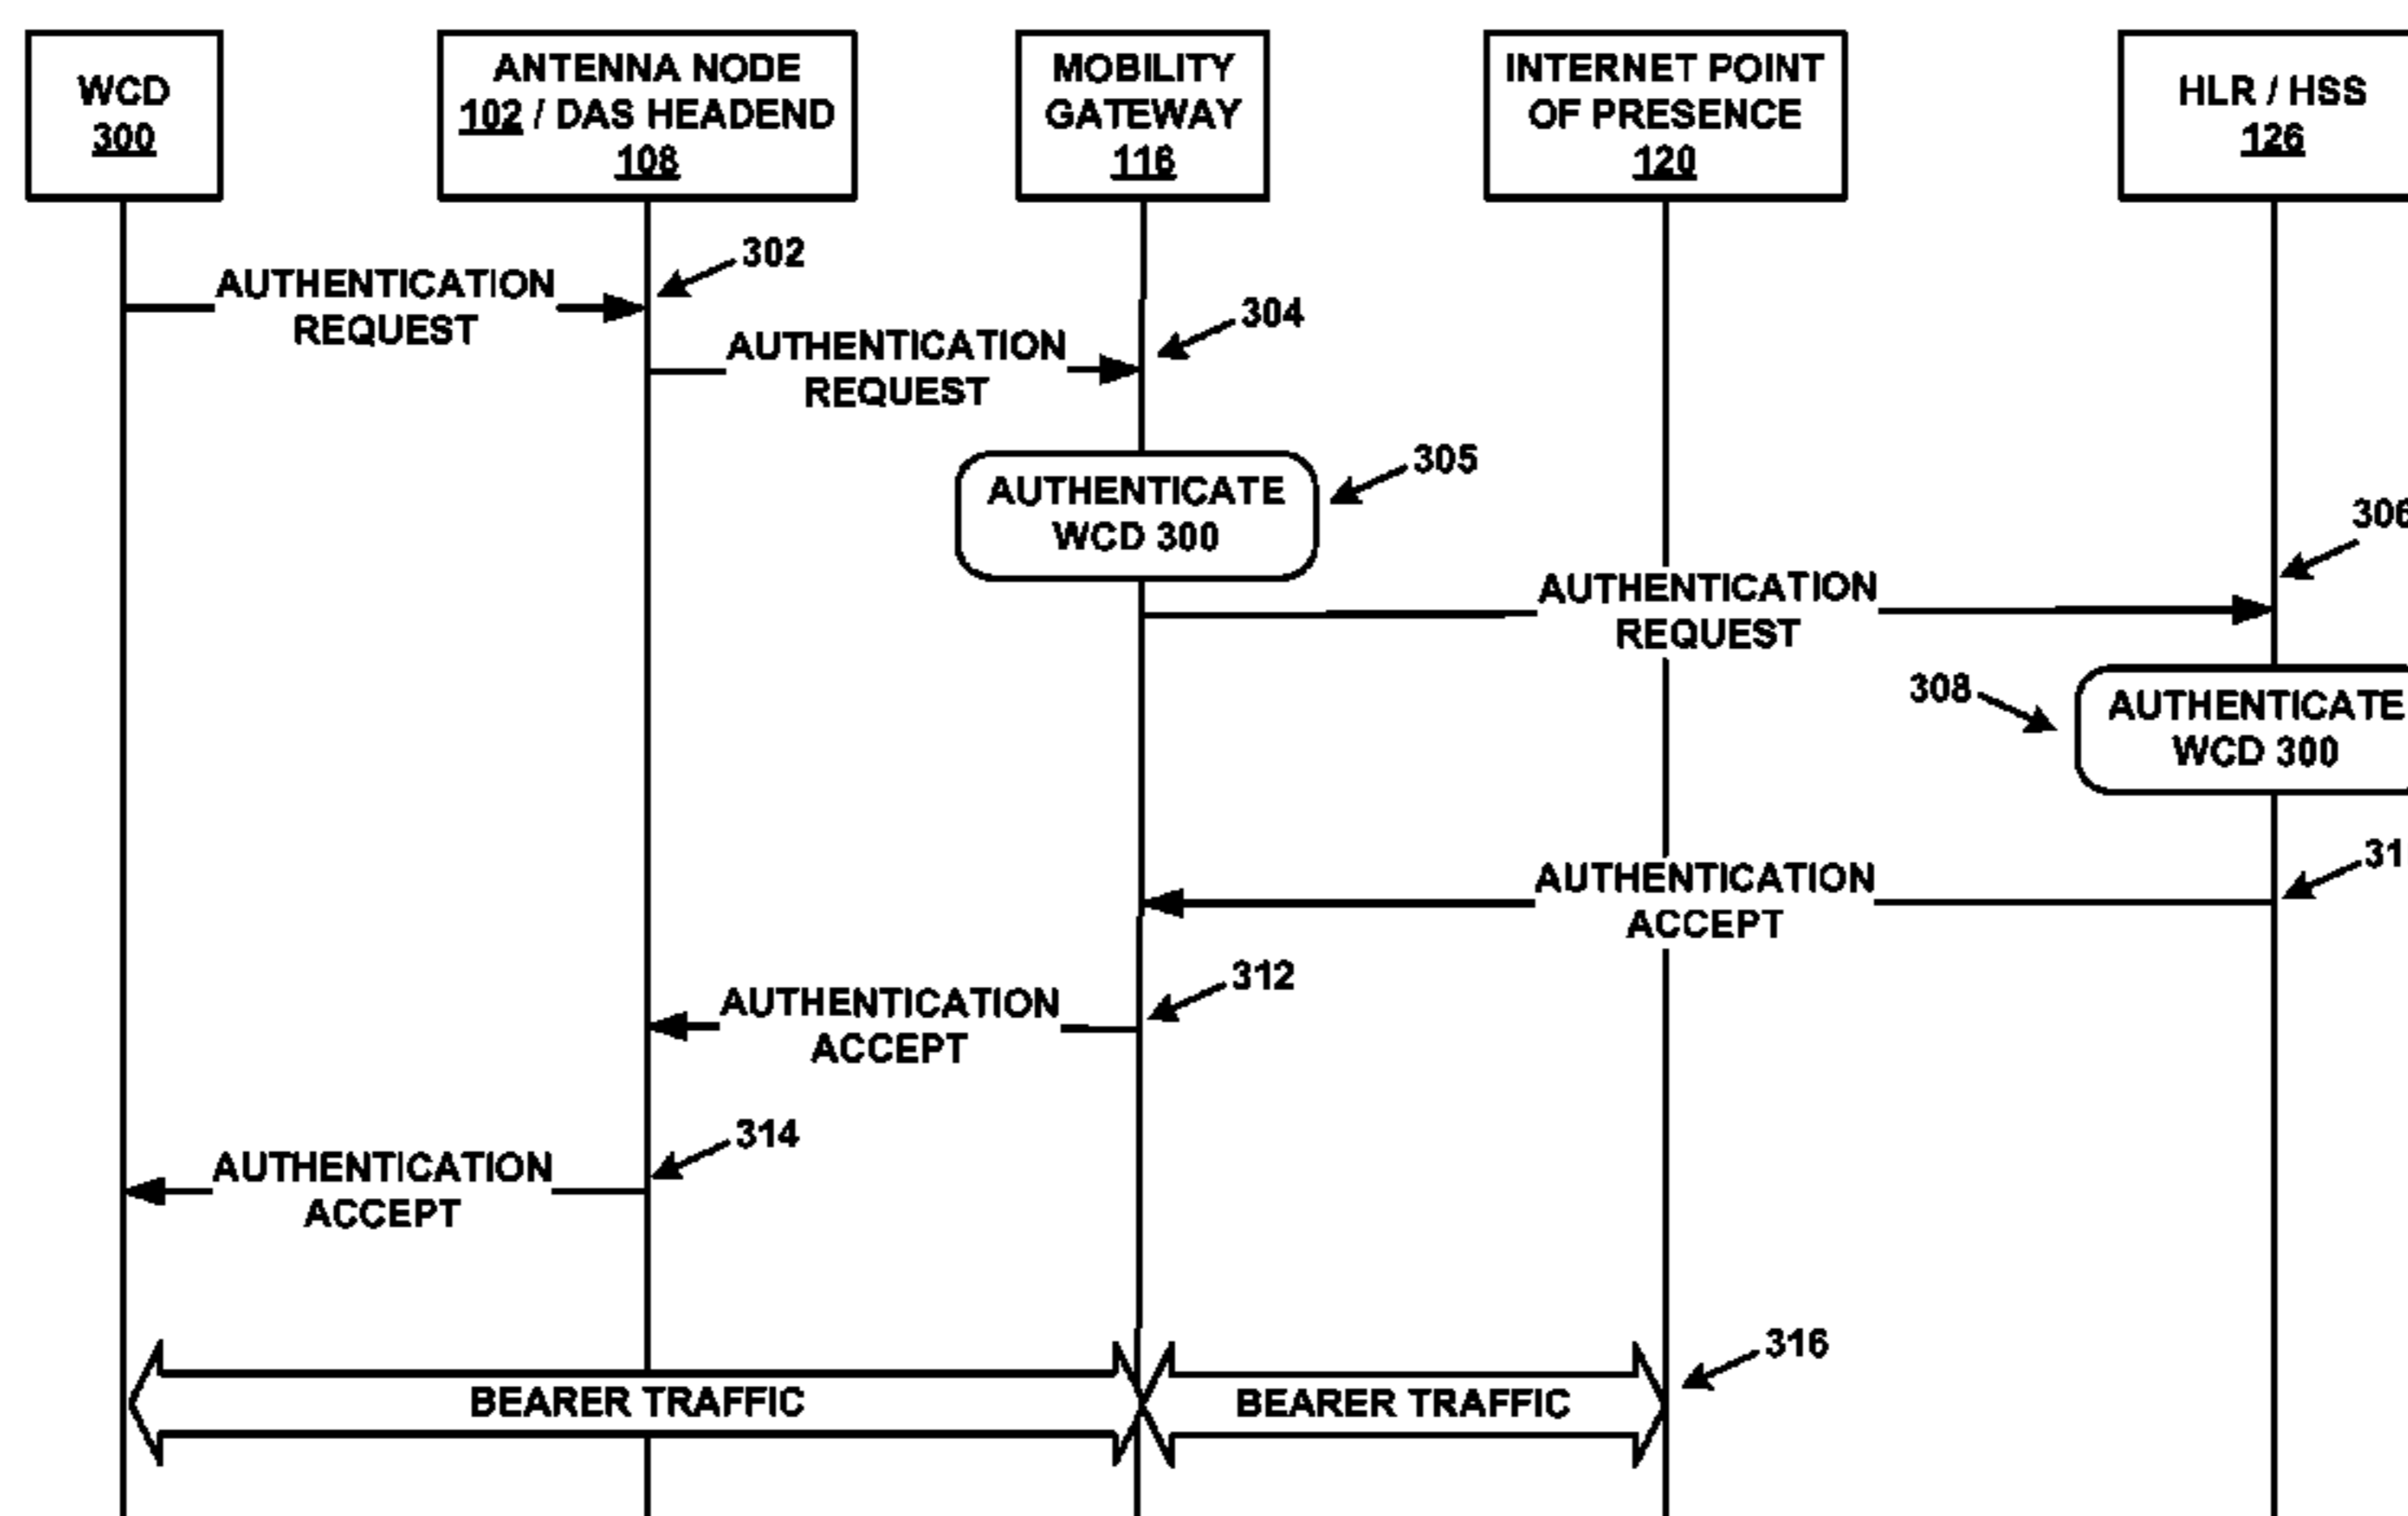 WCD
300
ANTENNA NODE
102 / DAS HEADEND
108
MOBILITY
GATEWAY
116
INTERNET POINT
OF PRESENCE
120
HLR / HSS
126
302
AUTHENTICATION
REQUEST
304
AUTHENTICATION
REQUEST
305
AUTHENTICATE
WCD 300
306
AUTHENTICATION
REQUEST
308
AUTHENTICATE
WCD 300
31
AUTHENTICATION
ACCEPT
312
AUTHENTICATION
ACCEPT
314
AUTHENTICATION
ACCEPT
316
BEARER TRAFFIC
BEARER TRAFFIC